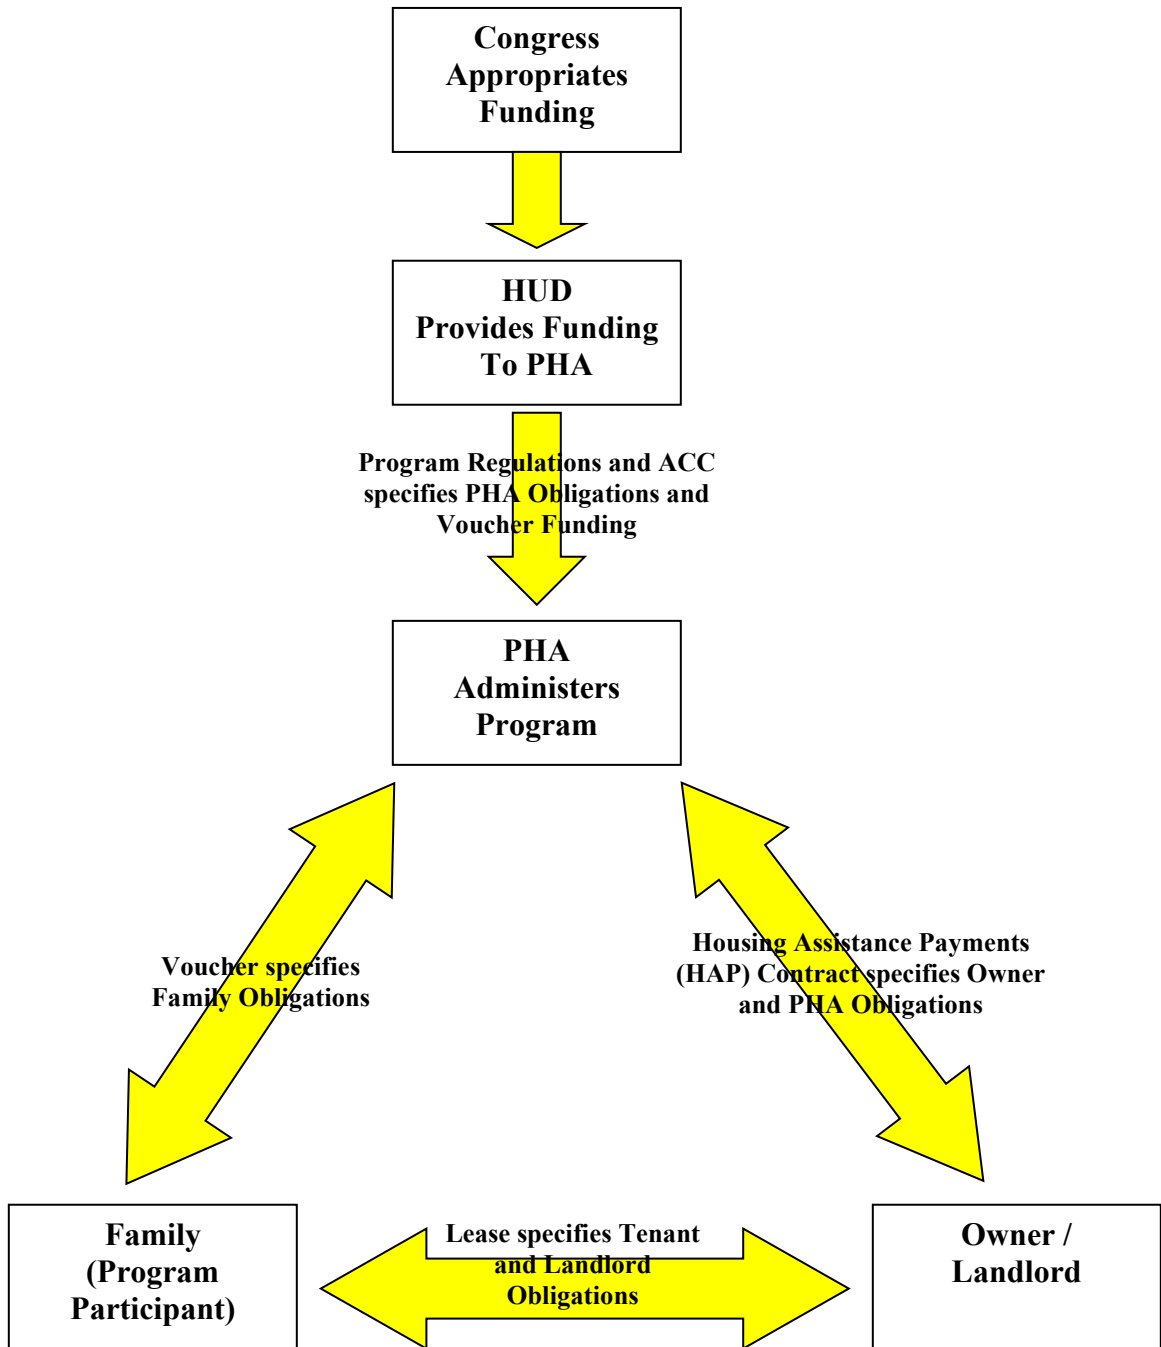 Congress
Appropriates
Funding
HUD
Provides Funding
To PHA
Program Regulations and ACC
specifies PHA Obligations and
Voucher Funding
PHA
Administers
Program
Voucher specifies
Family Obligations
Housing Assistance Payments
(HAP) Contract specifies Owner
and PHA Obligations
Family
(Program
Participant)
Lease specifies Tenant
and Landlord
Obligations
Owner /
Landlord